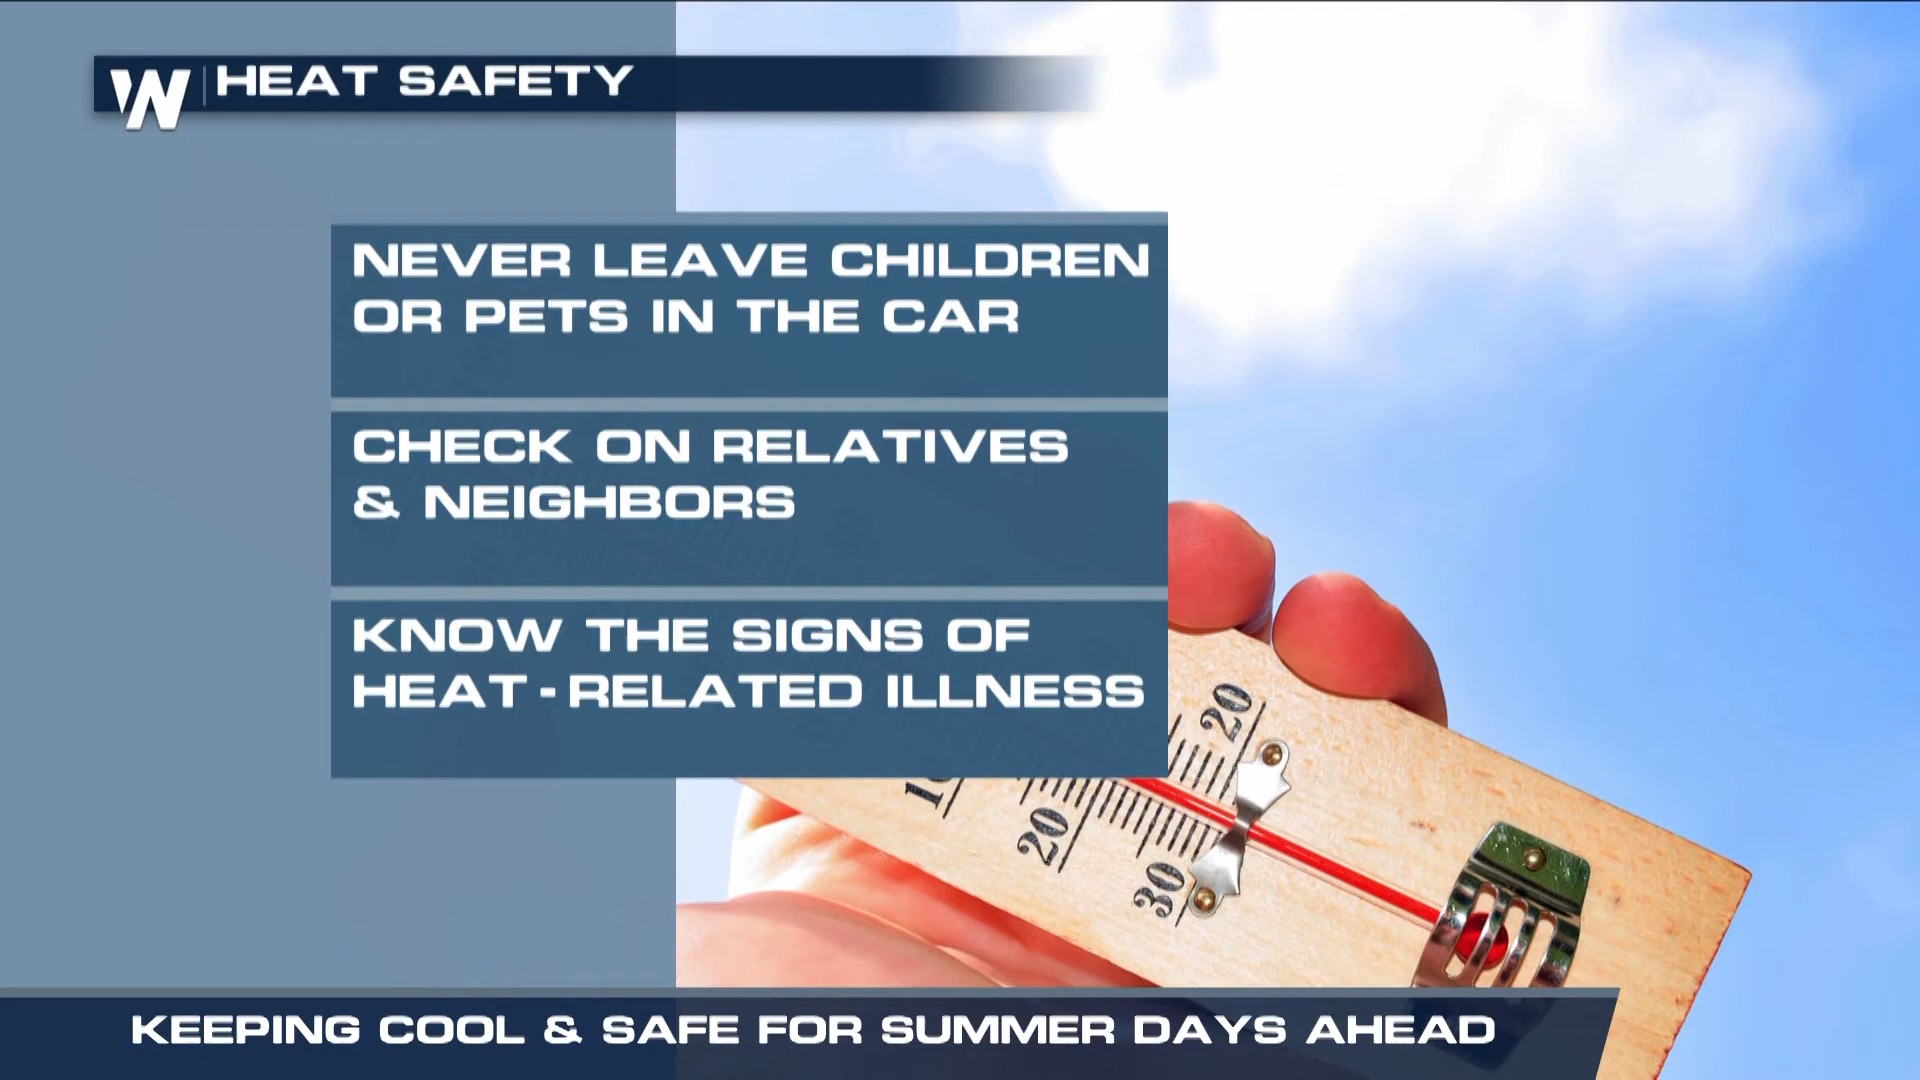 W HEAT SAFETY
NEVER LEAVE CHILDREN
OR PETS IN THE CAR
CHECK ON RELATIVES
& NEIGHBORS
KNOW THE SIGNS OF
HEAT-RELATED ILLNESS
20
10
20
30
KEEPING COOL & SAFE FOR SUMMER DAYS AHEAD